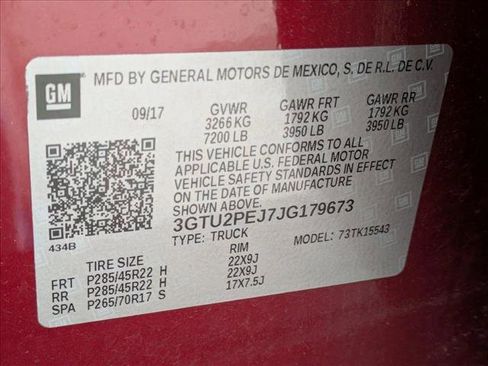 GM
MFD BY GENERAL MOTORS DE MEXICO, S. DE R.L. DE C.V.
09/17 GVWR GAWR FRT GAWR RR
3266 KG 1792 KG 1792 KG
7200 LB 3950 LB 3950 LB
THIS VEHICLE CONFORMS TO ALL
APPLICABLE U.S. FEDERAL MOTOR
VEHICLE SAFETY STANDARDS IN EFFECT
ON THE DATE OF MANUFACTURE SHOWN ABOVE
3GTU2PEJ7JG179673
434B
TYPE: TRUCK MODEL: 73TK15543
TIRE SIZE RIM
FRT P285/45R22 H 22X9J
RR P285/45R22 H 22X9J
SPA P265/70R17 S 17X7.5J